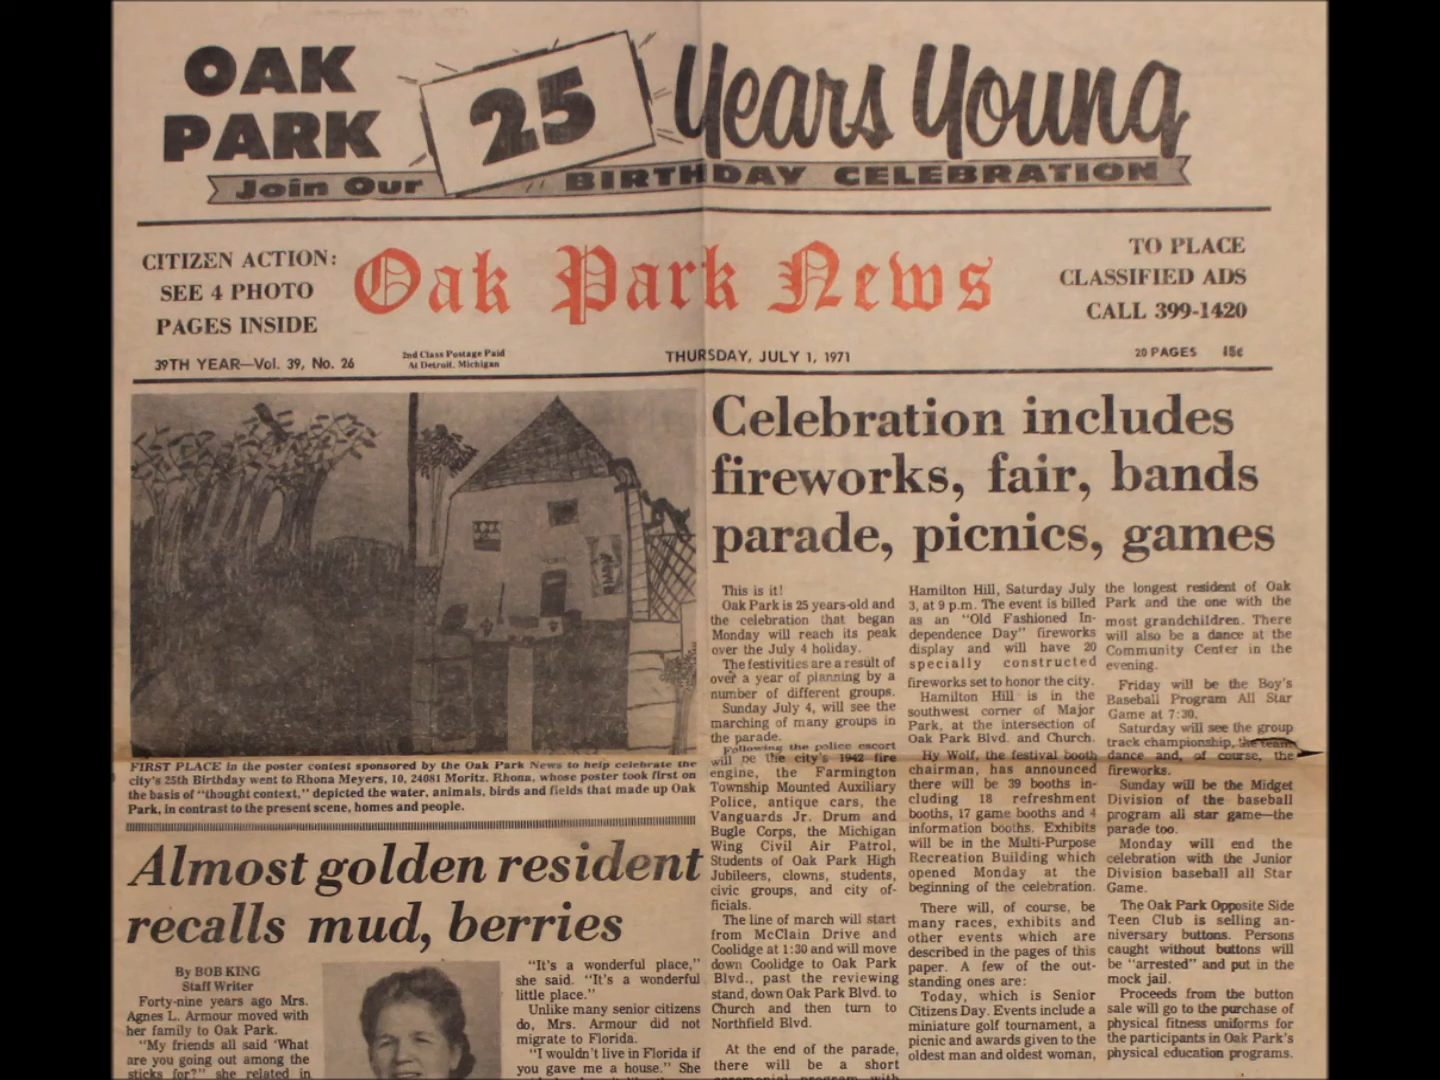 OAK
PARK
25
Years Young
Join Our
BIRTHDAY CELEBRATION
CITIZEN ACTION:
SEE 4 PHOTO
PAGES INSIDE
Oak Park News
TO PLACE
CLASSIFIED ADS
CALL 399-1420
39TH YEAR—Vol. 39, No. 26
2nd Class Postage Paid
At Detroit, Michigan
THURSDAY, JULY 1, 1971
20 PAGES 15¢
FIRST PLACE in the poster contest sponsored by the Oak Park News to help celebrate the
city's 25th Birthday went to Rhona Meyers, 10, 24081 Moritz. Rhona, whose poster took first on
the basis of "thought context," depicted the water, animals, birds and fields that made up Oak
Park, in contrast to the present scene, homes and people.
Almost golden resident
recalls mud, berries
By BOB KING
Staff Writer
Forty-nine years ago Mrs.
Agnes L. Armour moved with
her family to Oak Park.
"My friends all said 'What
are you going out among the
sticks for?" she related in
"It's a wonderful place,"
she said. "It's a wonderful
little place."
Unlike many senior citizens
do, Mrs. Armour did not
migrate to Florida.
"I wouldn't live in Florida if
you gave me a house." She
Celebration includes
fireworks, fair, bands
parade, picnics, games
This is it!
Oak Park is 25 years-old and
the celebration that began
Monday will reach its peak
over the July 4 holiday.
The festivities are a result of
over a year of planning by a
number of different groups.
Sunday July 4, will see the
marching of many groups in
the parade.
Following the police escort
will be the city's 1942 fire
engine, the Farmington
Township Mounted Auxiliary
Police, antique cars, the
Vanguards Jr. Drum and
Bugle Corps, the Michigan
Wing Civil Air Patrol,
Students of Oak Park High
Jubileers, clowns, students,
civic groups, and city of-
ficials.
The line of march will start
from McClain Drive and
Coolidge at 1:30 and will move
down Coolidge to Oak Park
Blvd., past the reviewing
stand, down Oak Park Blvd. to
Church and then turn to
Northfield Blvd.
At the end of the parade,
there will be a short
ceremonial program with
Hamilton Hill, Saturday July
3, at 9 p.m. The event is billed
as an "Old Fashioned In-
dependence Day" fireworks
display and will have 20
specially constructed
fireworks set to honor the city.
Hamilton Hill is in the
southwest corner of Major
Park, at the intersection of
Oak Park Blvd. and Church.
Hy Wolf, the festival booth
chairman, has announced
there will be 39 booths in-
cluding 18 refreshment
booths, 17 game booths and 4
information booths. Exhibits
will be in the Multi-Purpose
Recreation Building which
opened Monday at the
beginning of the celebration.
There will, of course, be
many races, exhibits and
other events which are
described in the pages of this
paper. A few of the out-
standing ones are:
Today, which is Senior
Citizens Day. Events include a
miniature golf tournament, a
picnic and awards given to the
oldest man and oldest woman,
the longest resident of Oak
Park and the one with the
most grandchildren. There
will also be a dance at the
Community Center in the
evening.
Friday will be the Boy's
Baseball Program All Star
Game at 7:30.
Saturday will see the group
track championship, the teen
dance and, of course, the
fireworks.
Sunday will be the Midget
Division of the baseball
program all star game—the
parade too.
Monday will end the
celebration with the Junior
Division baseball all Star
Game.
The Oak Park Opposite Side
Teen Club is selling an-
niversary buttons. Persons
caught without buttons will
be "arrested" and put in the
mock jail.
Proceeds from the button
sale will go to the purchase of
physical fitness uniforms for
the participants in Oak Park's
physical education programs.